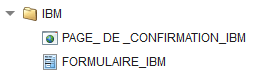 IBM
PAGE_ DE _CONFIRMATION_IBM
FORMULAIRE_IBM